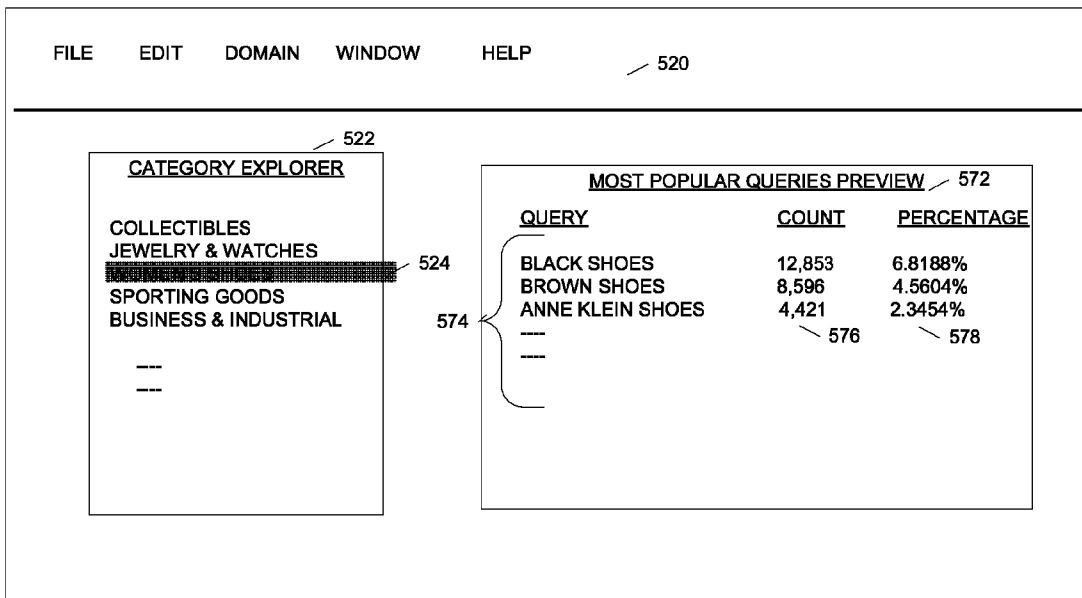 FILE EDIT DOMAIN WINDOW HELP
520
522
CATEGORY EXPLORER
COLLECTIBLES
JEWELRY & WATCHES
WOMEN'S SHOES
524
SPORTING GOODS
BUSINESS & INDUSTRIAL
----
----
MOST POPULAR QUERIES PREVIEW 572
QUERY COUNT PERCENTAGE
BLACK SHOES 12,853 6.8188%
BROWN SHOES 8,596 4.5604%
ANNE KLEIN SHOES 4,421 2.3454%
574
----
----
576
578